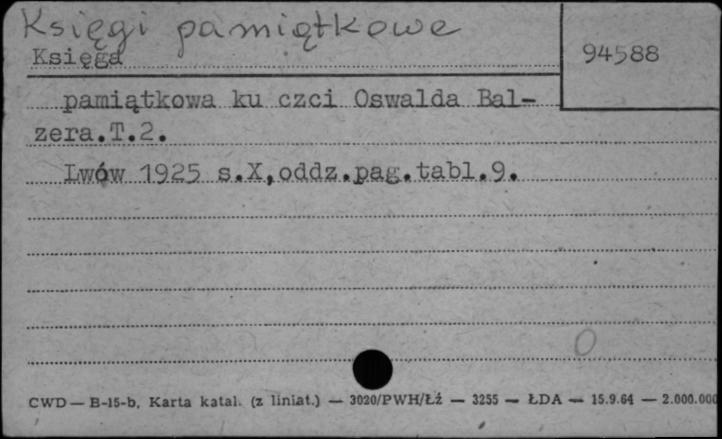 Księgi pamiątkowe
Księga
94588
pamiątkowa ku czci Oswalda Bal-
zera.T.2.
Lwów 1925 s.X,oddz.pag.tabl.9.
0
CWD — B-15-b, Karta katal. (z liniat.) — 3020/PWH/Łź — 3255 — ŁDA — 15.9.64 — 2.000.000